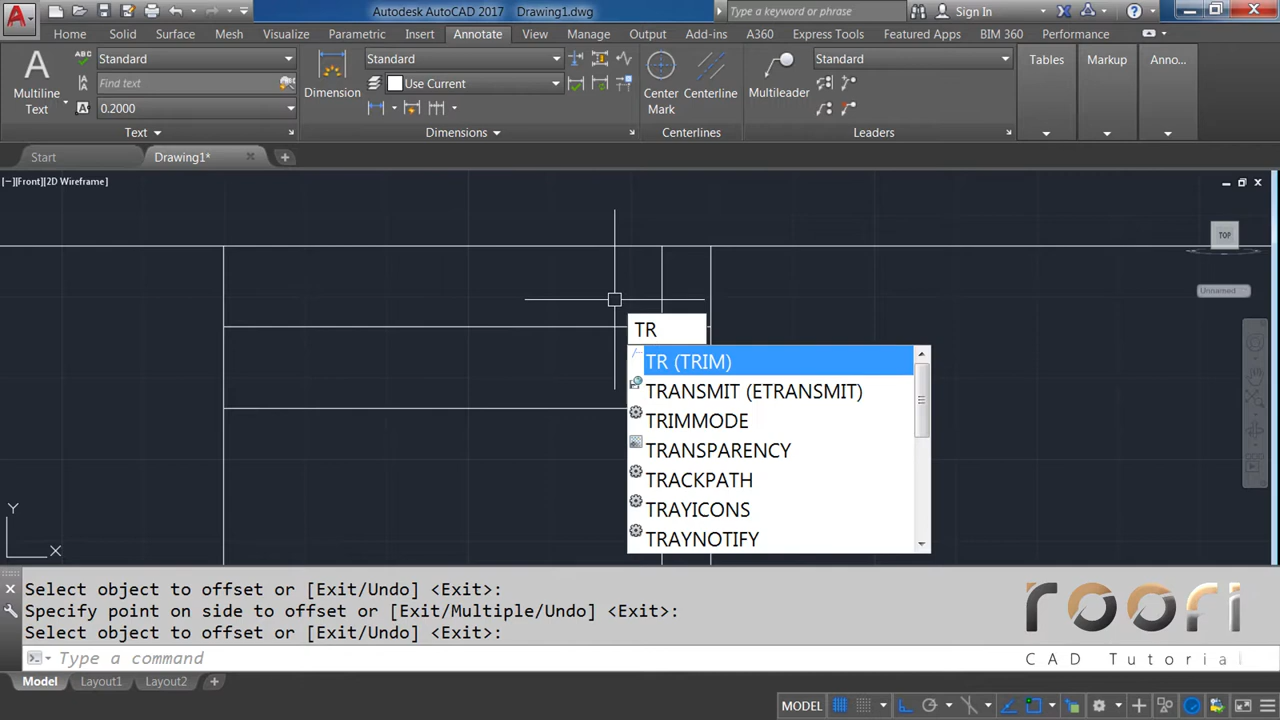 Autodesk AutoCAD 2017 Drawing1.dwg
Type a keyword or phrase
Sign In
Home Solid Surface Mesh Visualize Parametric Insert Annotate View Manage Output Add-ins A360 Express Tools Featured Apps BIM 360 Performance
Multiline
Text
ABC
Standard
Find text
0.2000
Text
Dimension
Standard
Use Current
Dimensions
Center
Mark
Centerline
Centerlines
Multileader
Standard
Leaders
Tables
Markup
Anno...
Start
Drawing1*
[−][Front][2D Wireframe]
TOP
Unnamed
TR
TR (TRIM)
TRANSMIT (ETRANSMIT)
TRIMMODE
TRANSPARENCY
TRACKPATH
TRAYICONS
TRAYNOTIFY
Y
X
Select object to offset or [Exit/Undo] <Exit>:
Specify point on side to offset or [Exit/Multiple/Undo] <Exit>:
Select object to offset or [Exit/Undo] <Exit>:
Type a command
roofi
CAD Tutorial
Model Layout1 Layout2
MODEL